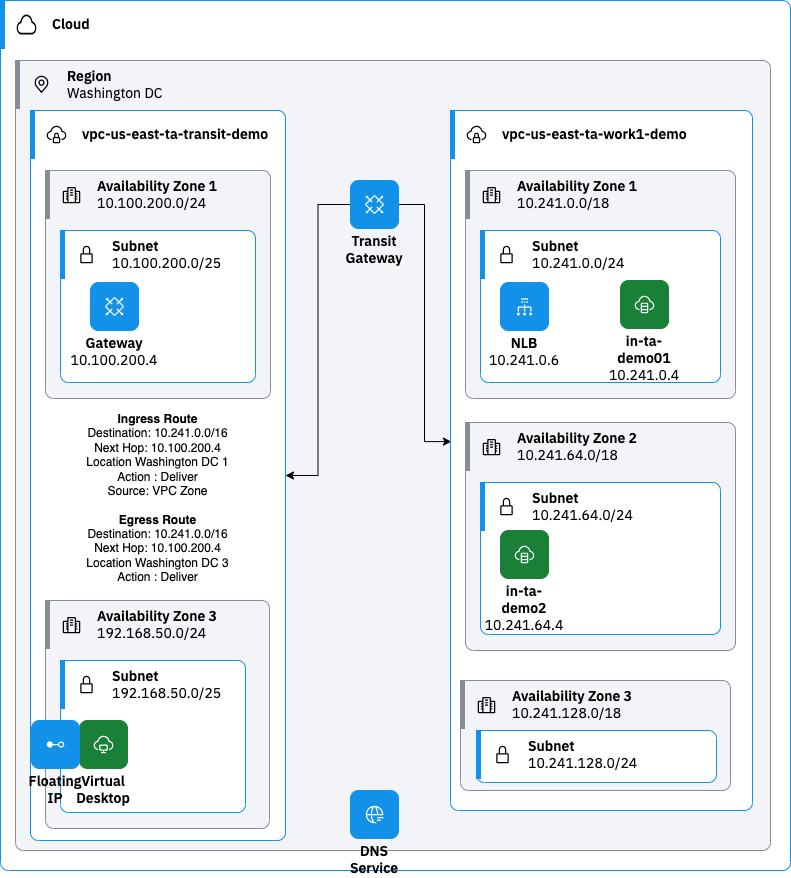 Cloud
Region
Washington DC
vpc-us-east-ta-transit-demo
Availability Zone 1
10.100.200.0/24
Subnet
10.100.200.0/25
Gateway
10.100.200.4
Ingress Route
Destination: 10.241.0.0/16
Next Hop: 10.100.200.4
Location Washington DC 1
Action : Deliver
Source: VPC Zone
Egress Route
Destination: 10.241.0.0/16
Next Hop: 10.100.200.4
Location Washington DC 3
Action : Deliver
Availability Zone 3
192.168.50.0/24
Subnet
192.168.50.0/25
Floating
IP
Virtual
Desktop
Transit
Gateway
DNS
Service
vpc-us-east-ta-work1-demo
Availability Zone 1
10.241.0.0/18
Subnet
10.241.0.0/24
NLB
10.241.0.6
in-ta-
demo01
10.241.0.4
Availability Zone 2
10.241.64.0/18
Subnet
10.241.64.0/24
in-ta-
demo2
10.241.64.4
Availability Zone 3
10.241.128.0/18
Subnet
10.241.128.0/24